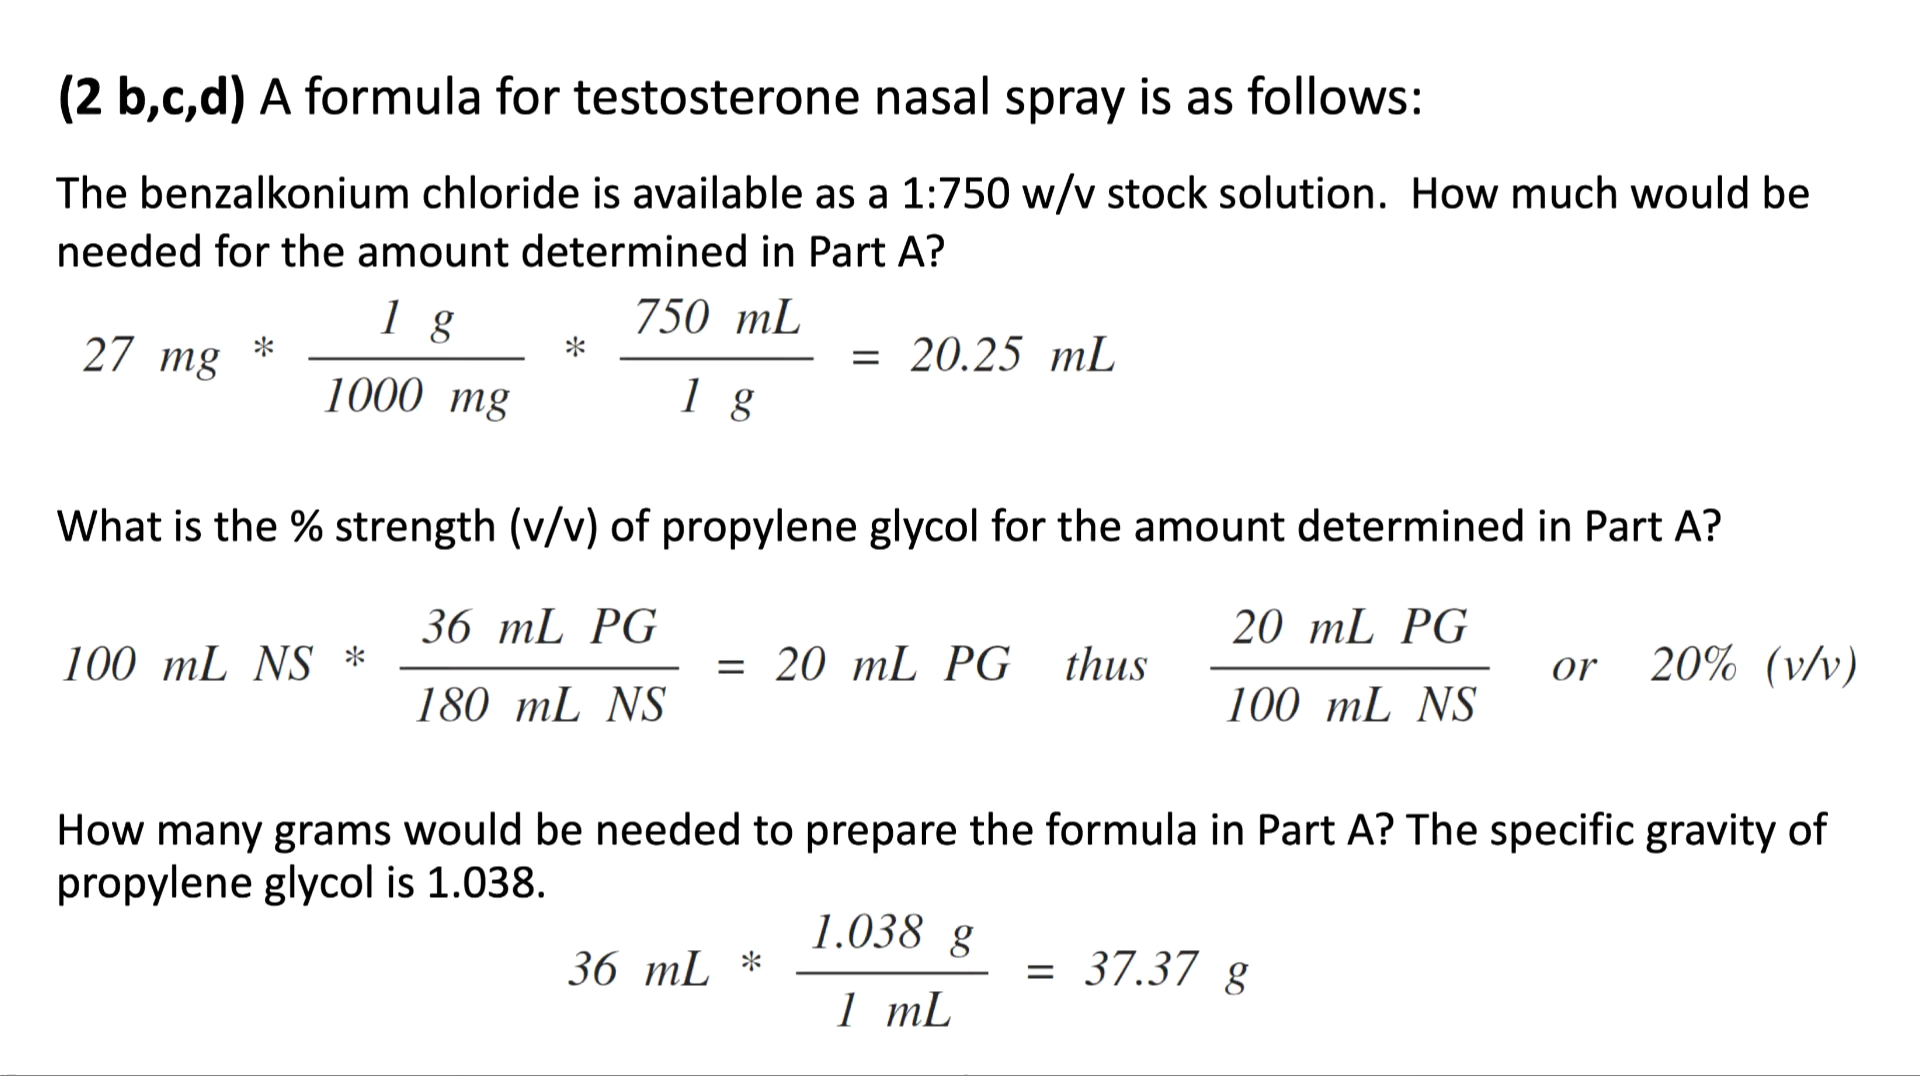 (2 b,c,d) A formula for testosterone nasal spray is as follows:
The benzalkonium chloride is available as a 1:750 w/v stock solution.  How much would be
needed for the amount determined in Part A?
27 mg * 1 g / 1000 mg * 750 mL / 1 g = 20.25 mL
What is the % strength (v/v) of propylene glycol for the amount determined in Part A?
100 mL NS * 36 mL PG / 180 mL NS = 20 mL PG thus 20 mL PG / 100 mL NS or 20% (v/v)
How many grams would be needed to prepare the formula in Part A? The specific gravity of
propylene glycol is 1.038.
36 mL * 1.038 g / 1 mL = 37.37 g